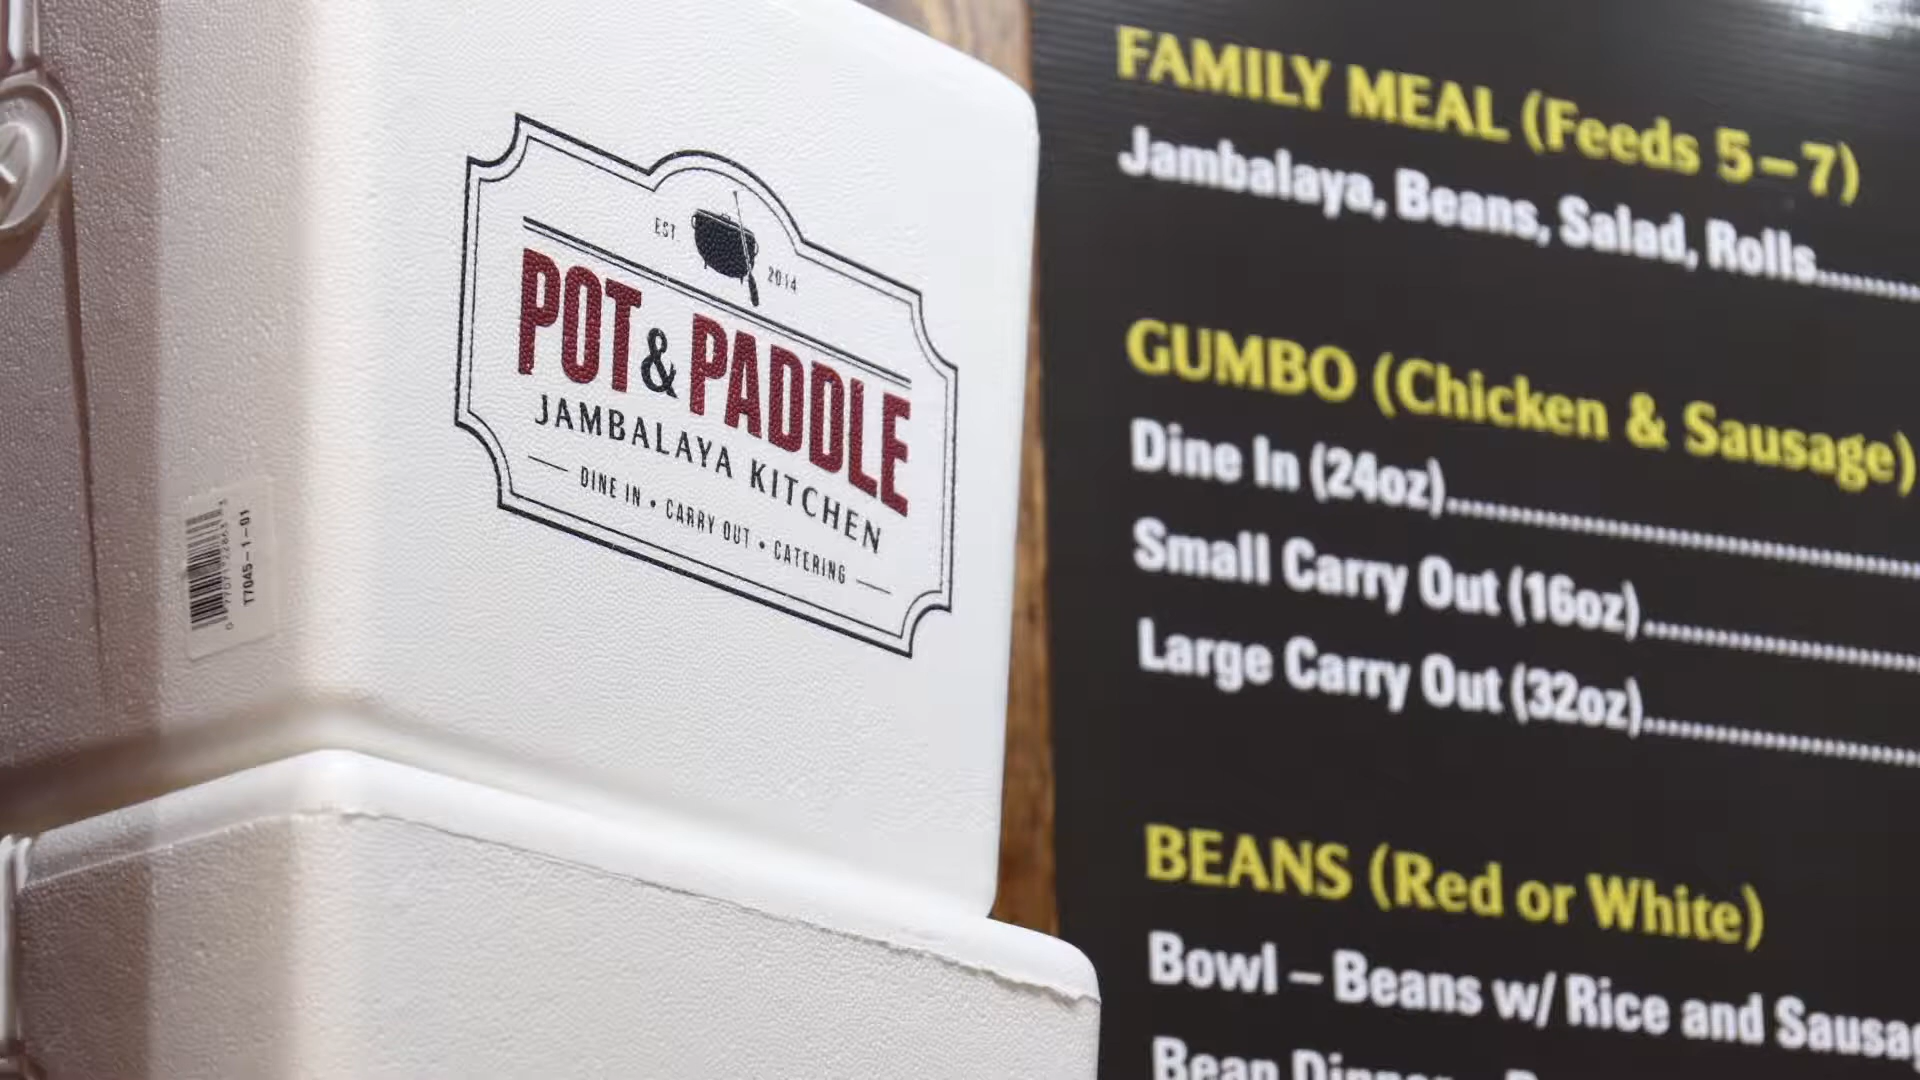 EST. 2014
POT & PADDLE
JAMBALAYA KITCHEN
DINE IN • CARRY OUT • CATERING
T7045-1-01
FAMILY MEAL (Feeds 5–7)
Jambalaya, Beans, Salad, Rolls..........
GUMBO (Chicken & Sausage)
Dine In (24oz)..........
Small Carry Out (16oz)..........
Large Carry Out (32oz)..........
BEANS (Red or White)
Bowl – Beans w/ Rice and Sausag
Bean Dinner